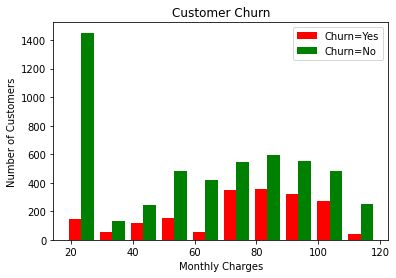 Customer Churn
Churn=Yes
Churn=No
1400
1200
1000
800
600
400
200
0
Number of Customers
20 40 60 80 100 120
Monthly Charges